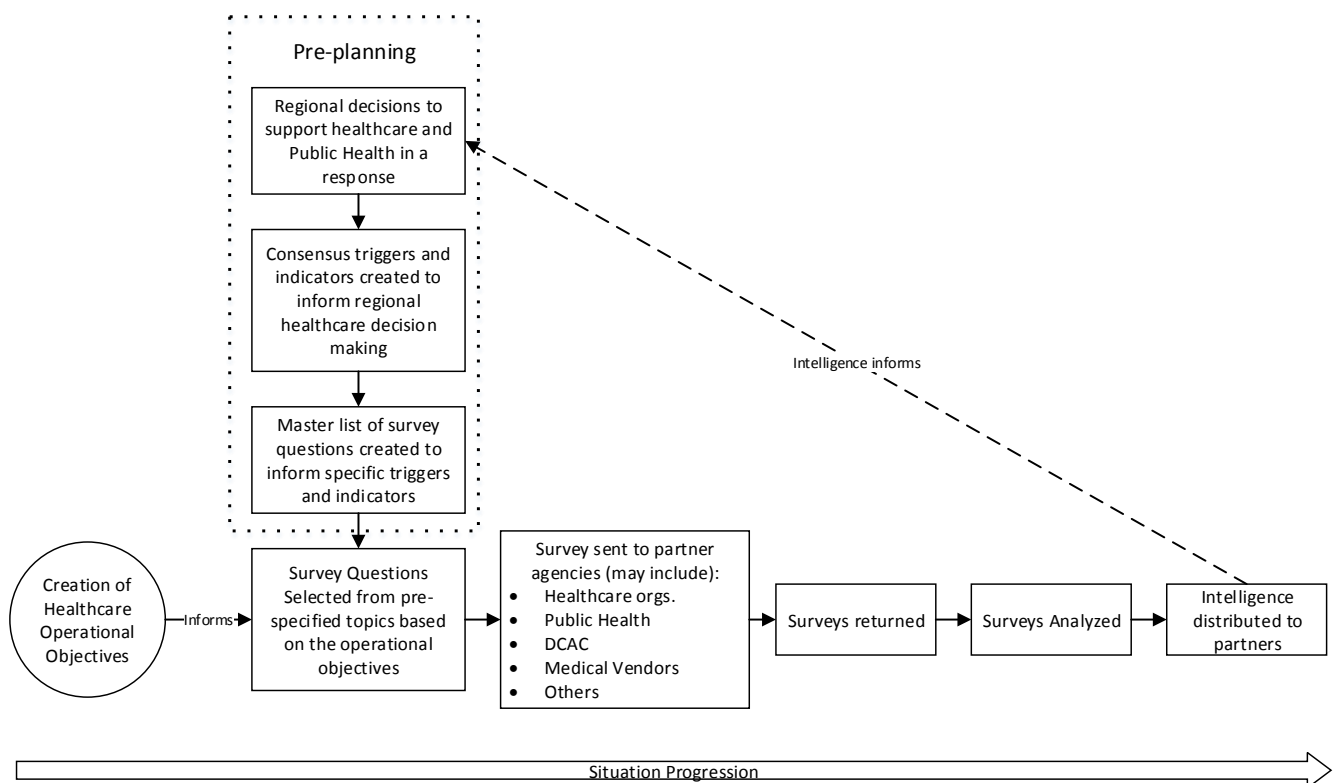 Pre-planning
Regional decisions to
support healthcare and
Public Health in a
response
Consensus triggers and
indicators created to
inform regional
healthcare decision
making
Intelligence informs
Master list of survey
questions created to
inform specific triggers
and indicators
Creation of
Healthcare
Operational
Objectives
Informs
Survey Questions
Selected from pre-
specified topics based
on the operational
objectives
Survey sent to partner
agencies (may include):
• Healthcare orgs.
• Public Health
• DCAC
• Medical Vendors
• Others
Surveys returned
Surveys Analyzed
Intelligence
distributed to
partners
Situation Progression